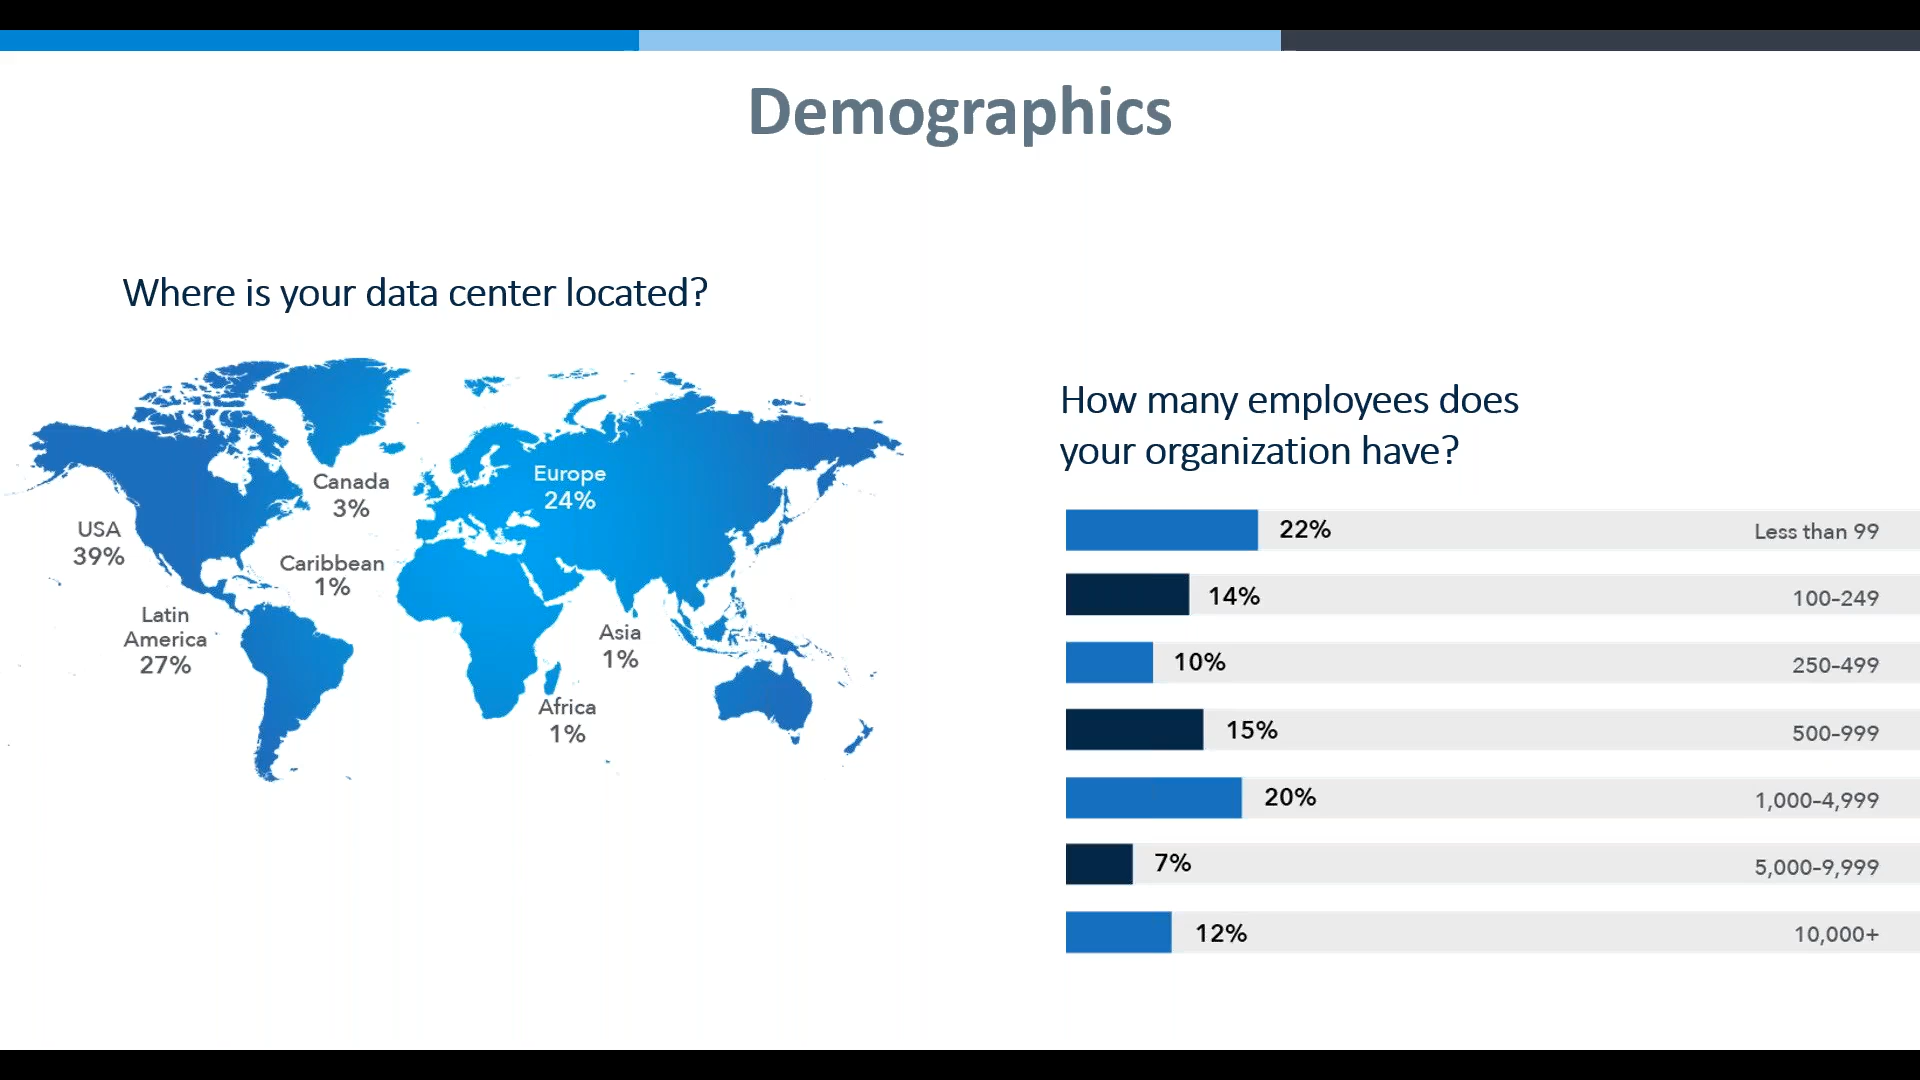 Demographics
Where is your data center located?
Canada
3%
Europe
24%
USA
39%
Caribbean
1%
Latin
America
27%
Asia
1%
Africa
1%
How many employees does
your organization have?
22% Less than 99
14% 100–249
10% 250–499
15% 500–999
20% 1,000–4,999
7% 5,000–9,999
12% 10,000+